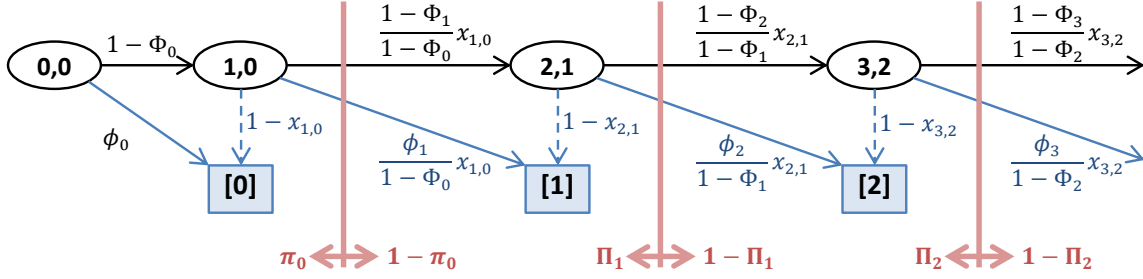 0,0
1 − Φ₀
1,0
(1 − Φ₁)/(1 − Φ₀) x₁,₀
2,1
(1 − Φ₂)/(1 − Φ₁) x₂,₁
3,2
(1 − Φ₃)/(1 − Φ₂) x₃,₂
ϕ₀
1 − x₁,₀
ϕ₁/(1 − Φ₀) x₁,₀
1 − x₂,₁
ϕ₂/(1 − Φ₁) x₂,₁
1 − x₃,₂
ϕ₃/(1 − Φ₂) x₃,₂
[0]
[1]
[2]
π₀
1 − π₀
Π₁
1 − Π₁
Π₂
1 − Π₂